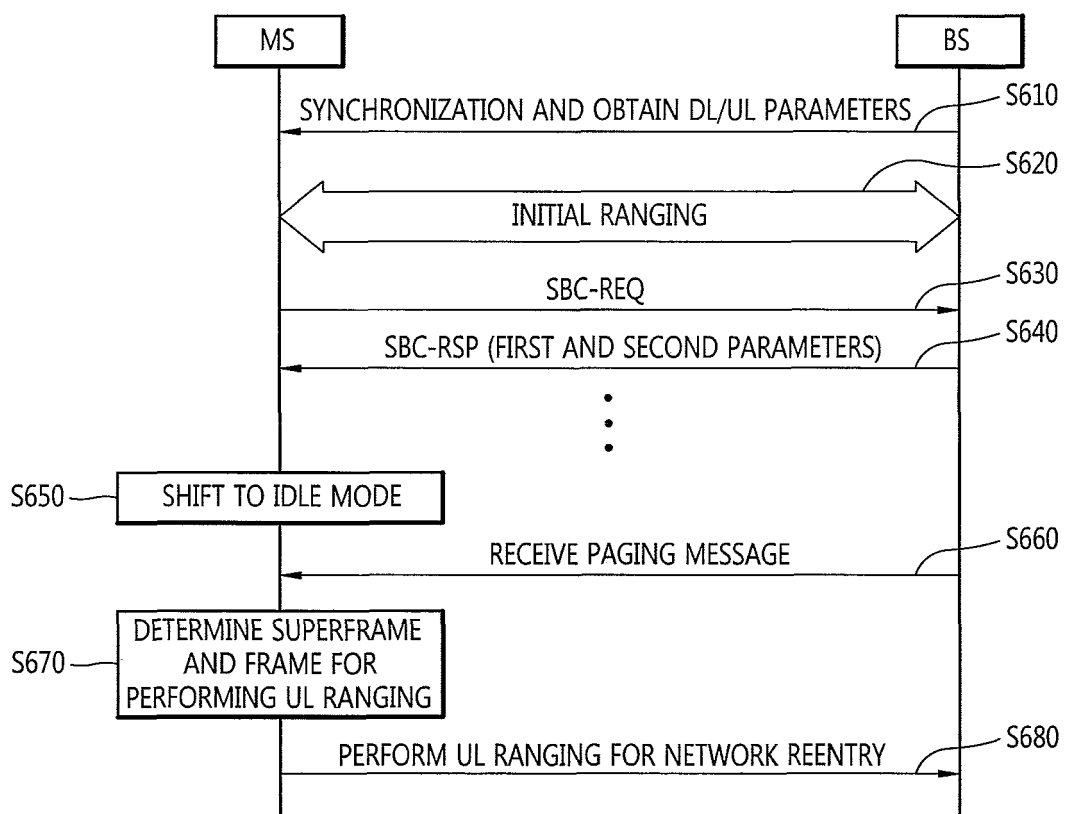 MS
BS
SYNCHRONIZATION AND OBTAIN DL/UL PARAMETERS
S610
S620
INITIAL RANGING
SBC-REQ
S630
SBC-RSP (FIRST AND SECOND PARAMETERS)
S640
S650
SHIFT TO IDLE MODE
RECEIVE PAGING MESSAGE
S660
S670
DETERMINE SUPERFRAME
AND FRAME FOR
PERFORMING UL RANGING
PERFORM UL RANGING FOR NETWORK REENTRY
S680